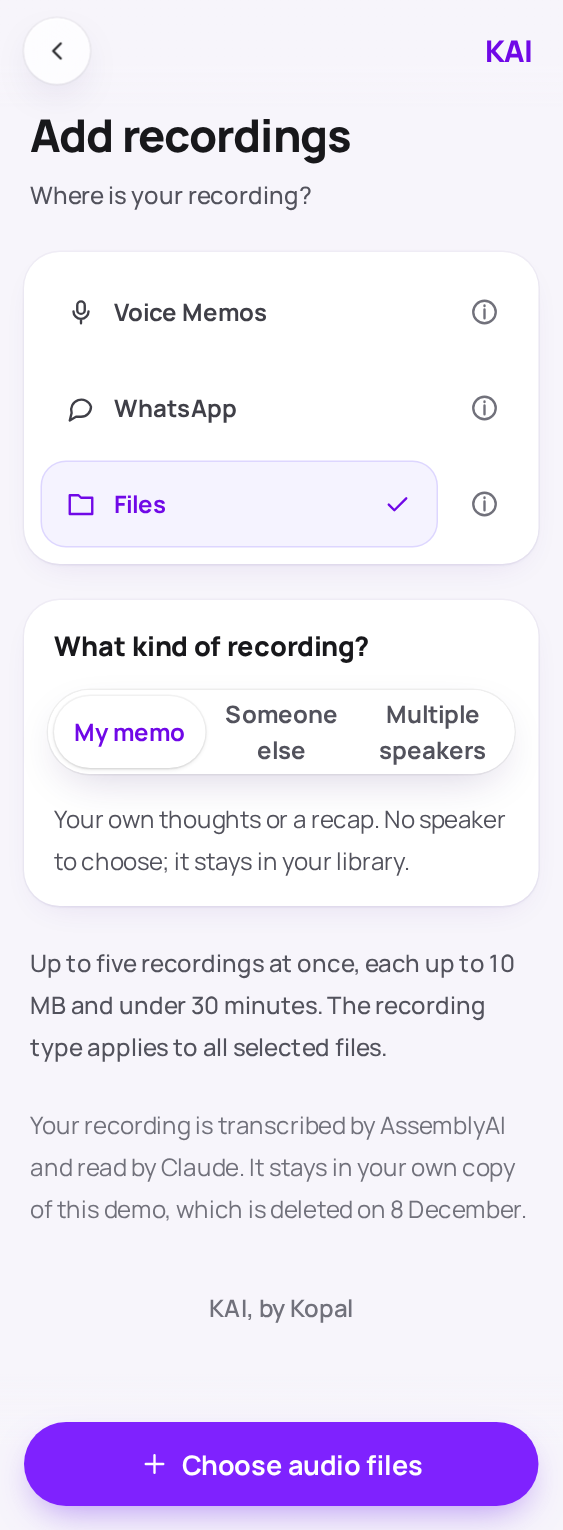 KAI
Add recordings
Where is your recording?
Voice Memos
WhatsApp
Files
What kind of recording?
My memo
Someone
else
Multiple
speakers
Your own thoughts or a recap. No speaker
to choose; it stays in your library.
Up to five recordings at once, each up to 10
MB and under 30 minutes. The recording
type applies to all selected files.
Your recording is transcribed by AssemblyAI
and read by Claude. It stays in your own copy
of this demo, which is deleted on 8 December.
KAI, by Kopal
Choose audio files